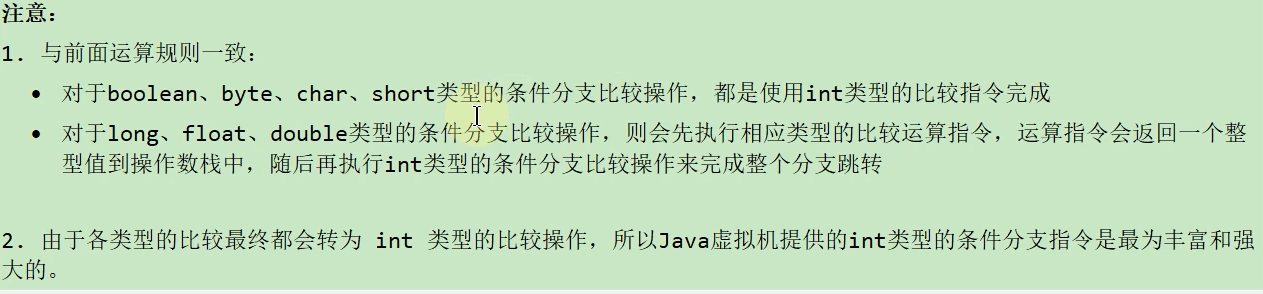 注意：
1. 与前面运算规则一致：
• 对于boolean、byte、char、short类型的条件分支比较操作，都是使用int类型的比较指令完成
• 对于long、float、double类型的条件分支比较操作，则会先执行相应类型的比较运算指令，运算指令会返回一个整
型值到操作数栈中，随后再执行int类型的条件分支比较操作来完成整个分支跳转
2. 由于各类型的比较最终都会转为 int 类型的比较操作，所以Java虚拟机提供的int类型的条件分支指令是最为丰富和强
大的。